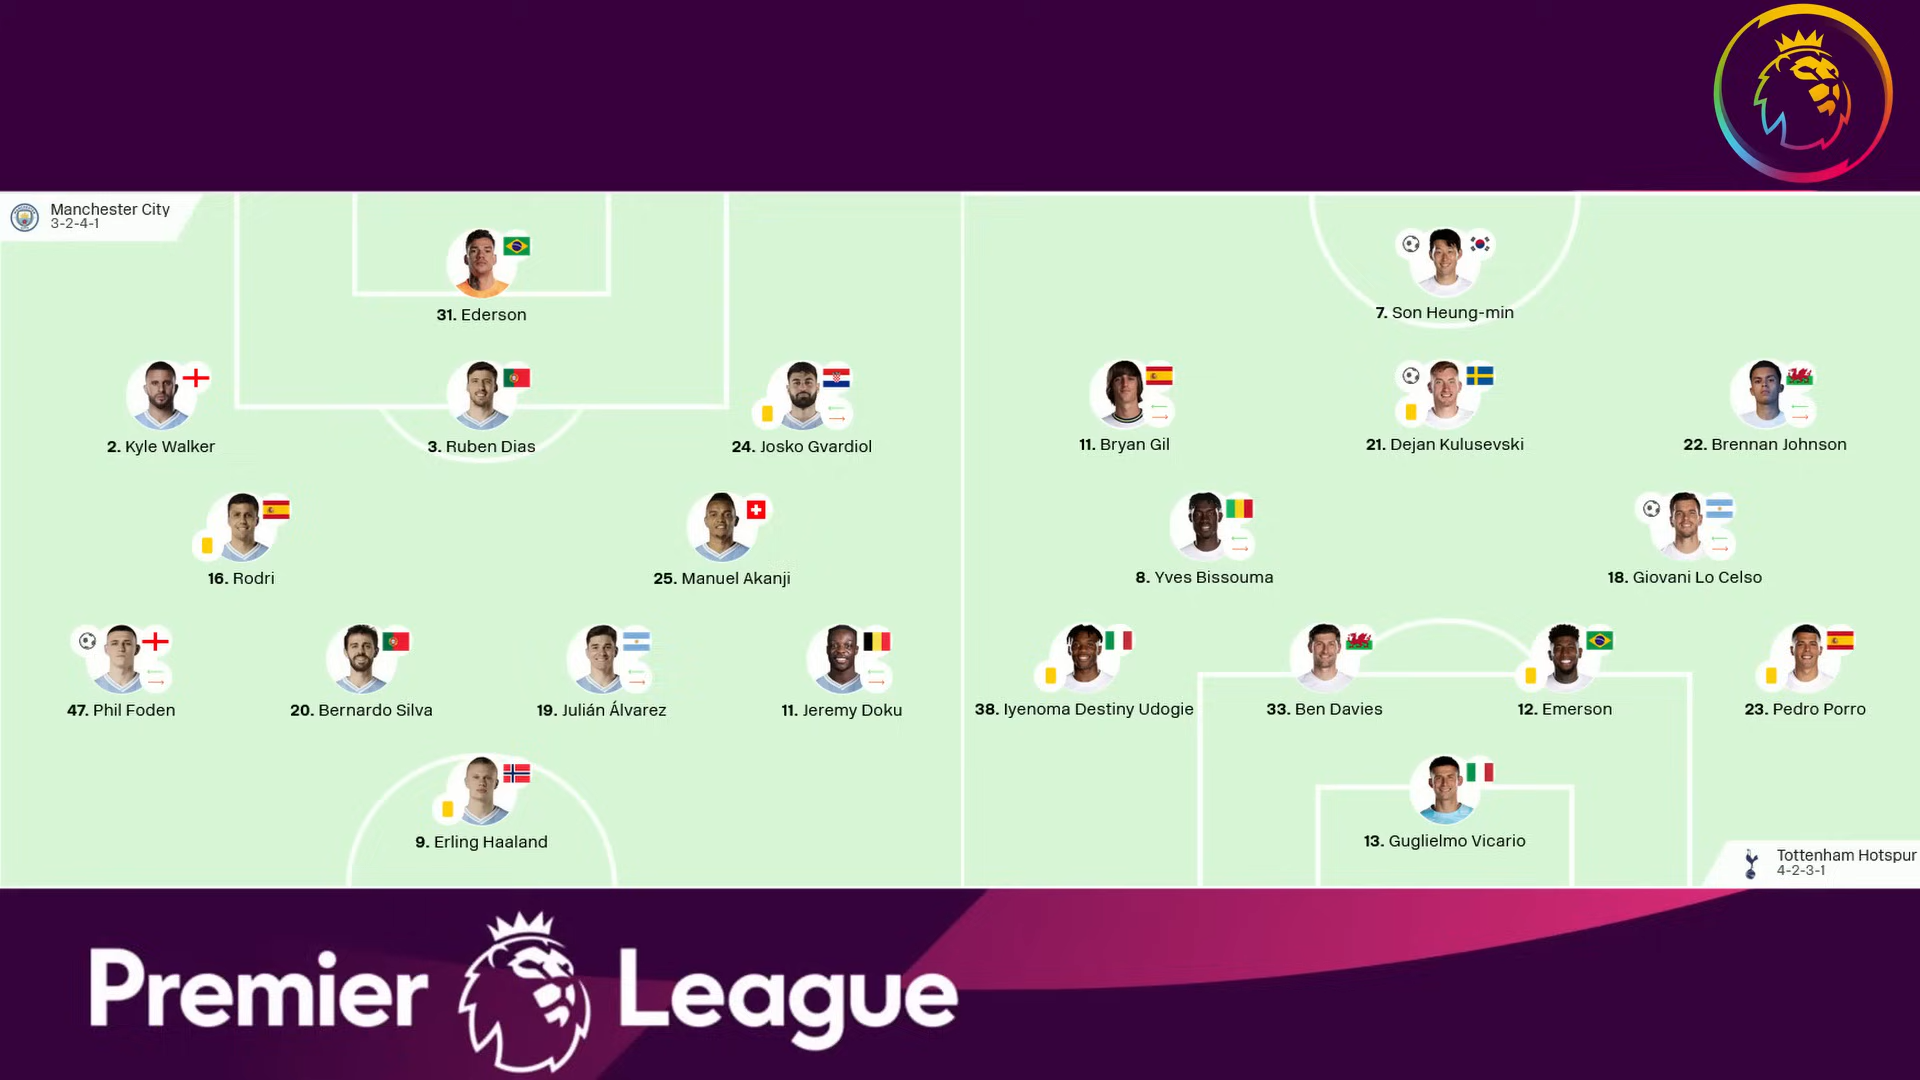 Manchester City
3-2-4-1
31. Ederson
2. Kyle Walker
3. Ruben Dias
24. Josko Gvardiol
16. Rodri
25. Manuel Akanji
47. Phil Foden
20. Bernardo Silva
19. Julián Álvarez
11. Jeremy Doku
9. Erling Haaland
7. Son Heung-min
11. Bryan Gil
21. Dejan Kulusevski
22. Brennan Johnson
8. Yves Bissouma
18. Giovani Lo Celso
38. Iyenoma Destiny Udogie
33. Ben Davies
12. Emerson
23. Pedro Porro
13. Guglielmo Vicario
Tottenham Hotspur
4-2-3-1
Premier League